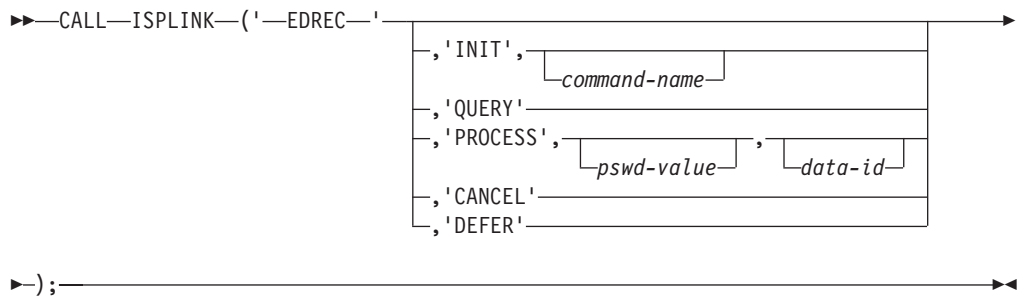 CALL ISPLINK (' EDREC '
,'INIT',
command-name
,'QUERY'
,'PROCESS', ,
pswd-value data-id
,'CANCEL'
,'DEFER'
);